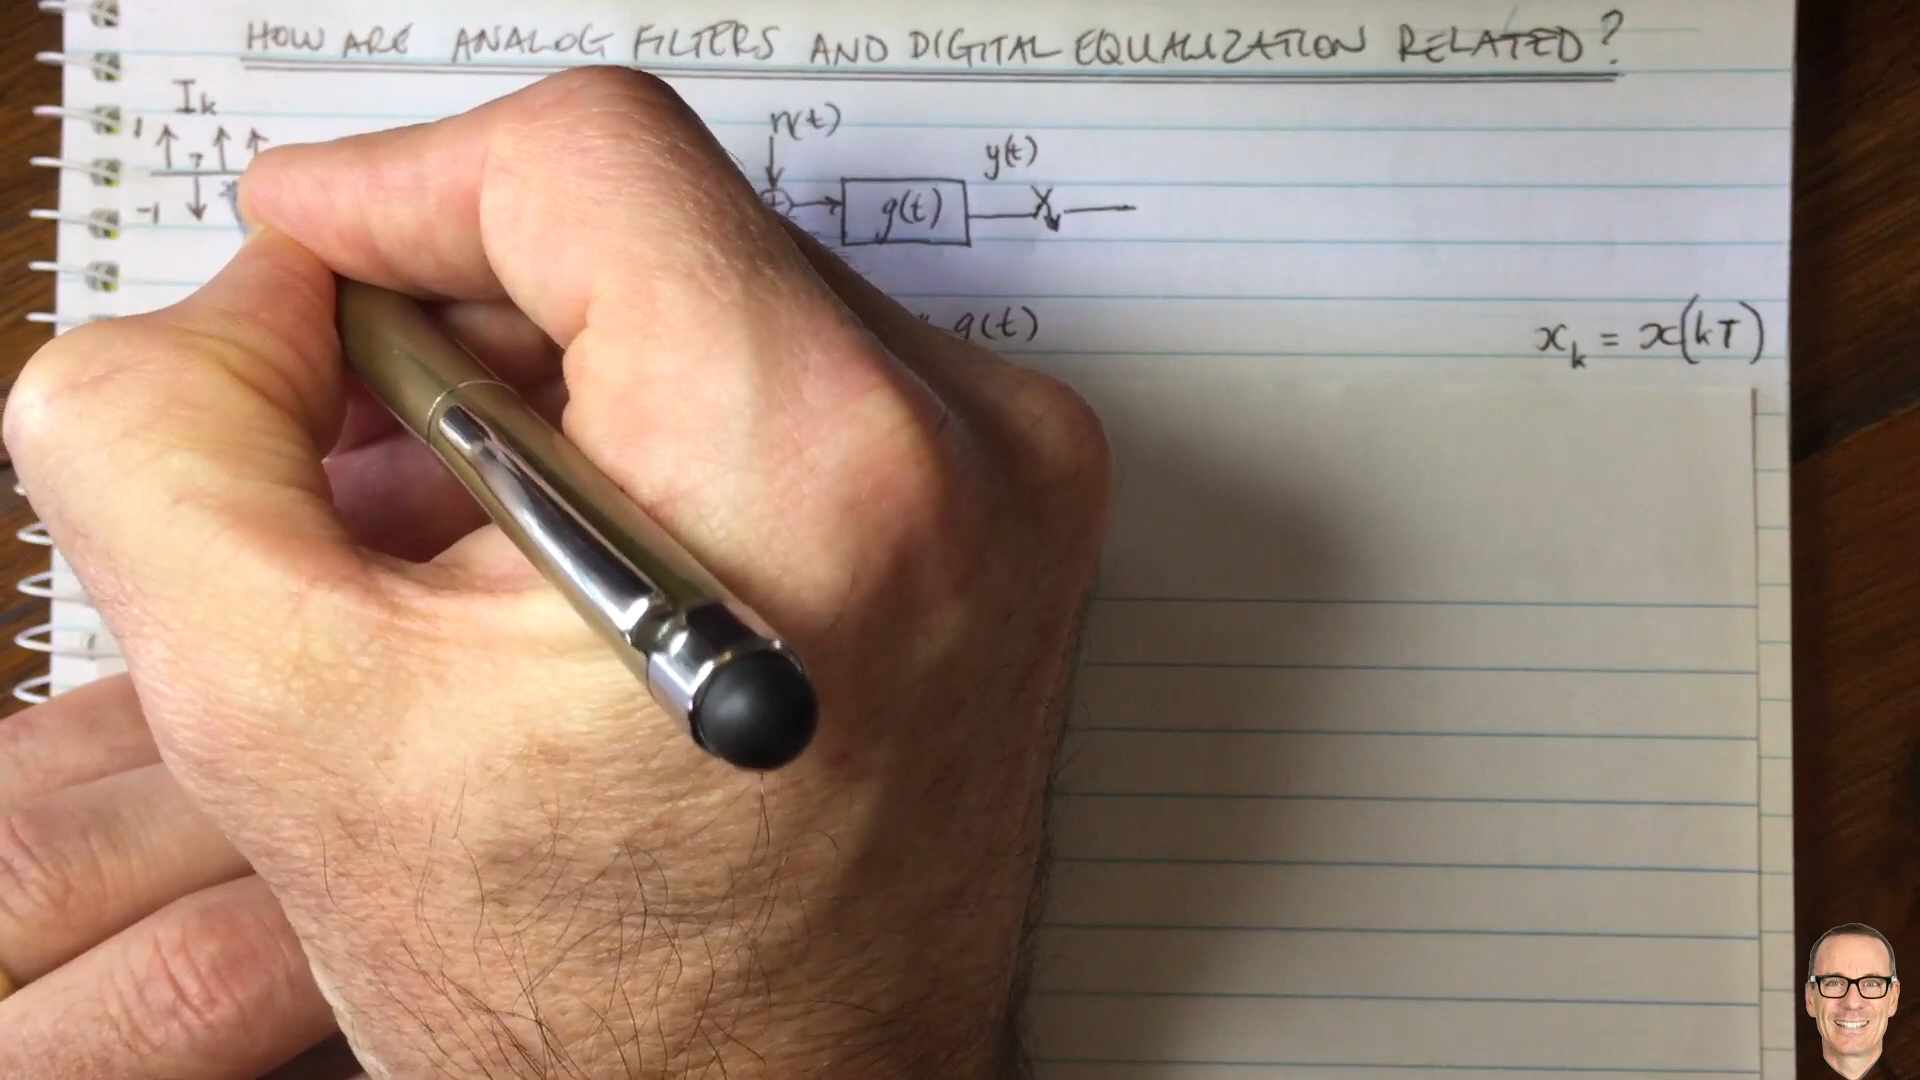 HOW ARE ANALOG FILTERS AND DIGITAL EQUALIZATION RELATED?
Ik
n(t)
1
y(t)
-1
+
g(t)
g(t)
xk = x(kT)